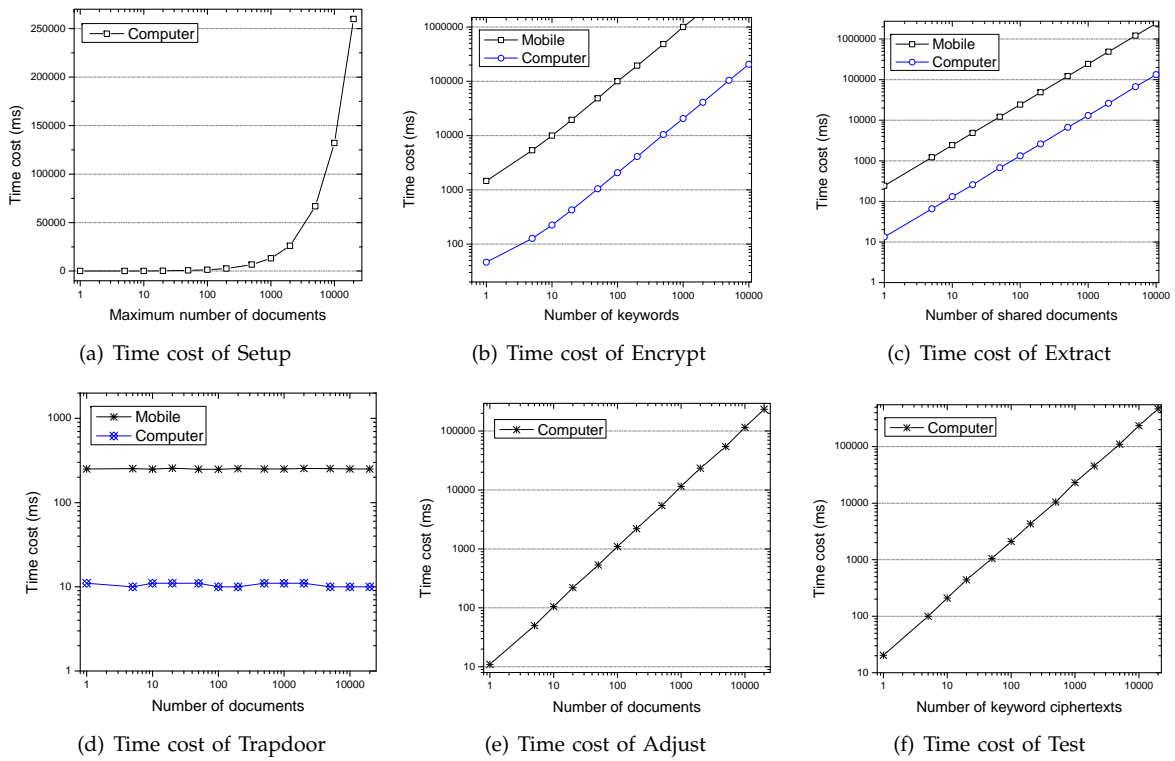 250000
200000
150000
100000
50000
0
Time cost (ms)
Computer
1
10
100
1000
10000
Maximum number of documents
(a) Time cost of Setup
1000000
100000
10000
1000
100
Time cost (ms)
Mobile
Computer
1
10
100
1000
10000
Number of keywords
(b) Time cost of Encrypt
1000000
100000
10000
1000
100
10
1
Time cost (ms)
Mobile
Computer
1
10
100
1000
10000
Number of shared documents
(c) Time cost of Extract
1000
100
10
1
Time cost (ms)
Mobile
Computer
1
10
100
1000
10000
Number of documents
(d) Time cost of Trapdoor
100000
10000
1000
100
10
Time cost (ms)
Computer
1
10
100
1000
10000
Number of documents
(e) Time cost of Adjust
100000
10000
1000
100
10
Time cost (ms)
Computer
1
10
100
1000
10000
Number of keyword ciphertexts
(f) Time cost of Test